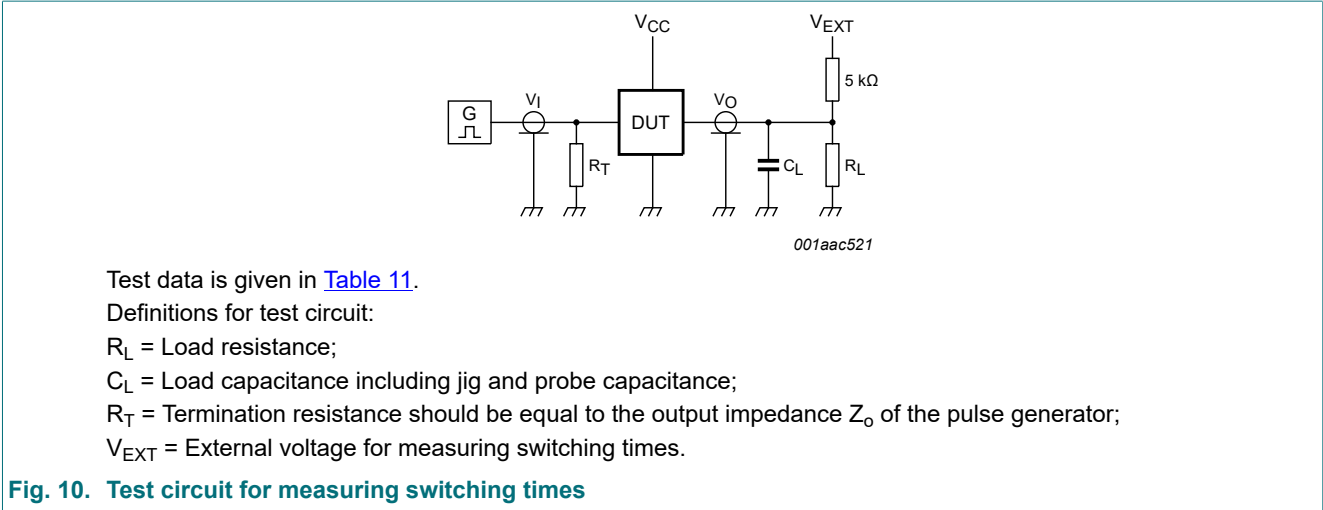 VCC
VEXT
5 kΩ
G
VI
DUT
VO
RT
CL
RL
001aac521
Test data is given in Table 11.
Definitions for test circuit:
RL = Load resistance;
CL = Load capacitance including jig and probe capacitance;
RT = Termination resistance should be equal to the output impedance Zo of the pulse generator;
VEXT = External voltage for measuring switching times.
Fig. 10. Test circuit for measuring switching times